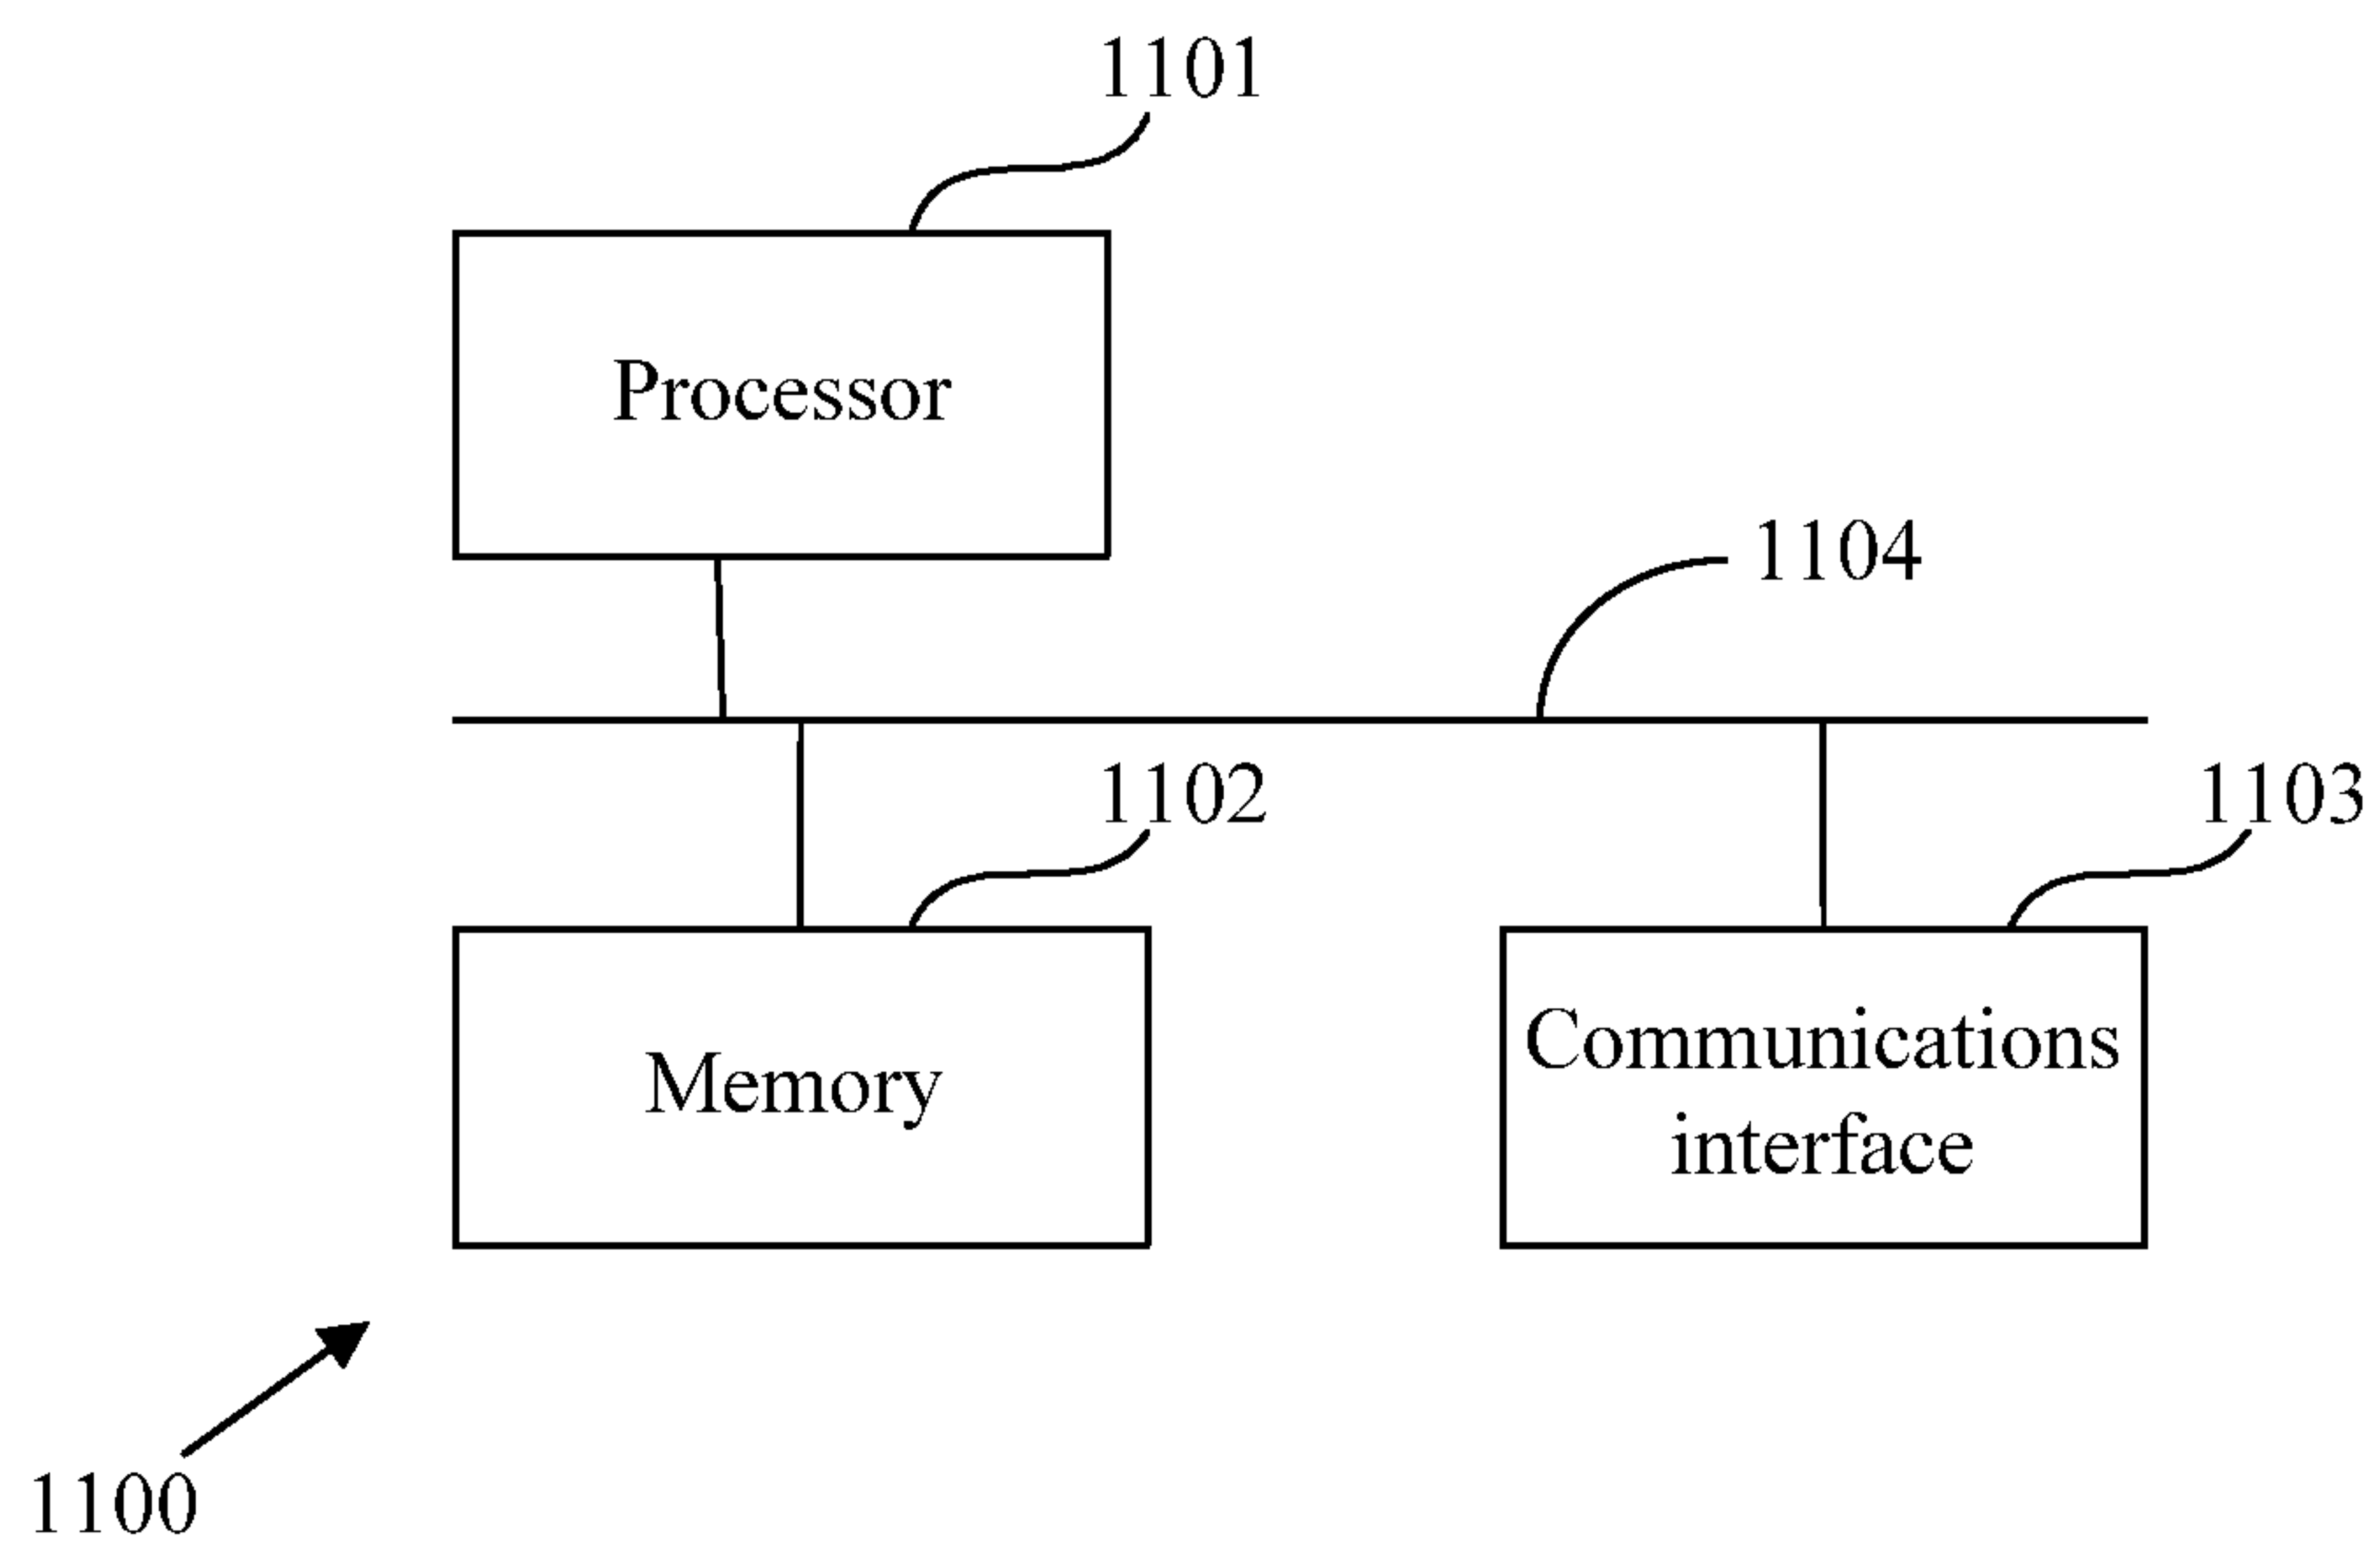 1101
Processor
1104
1102
1103
Memory
Communications
interface
1100